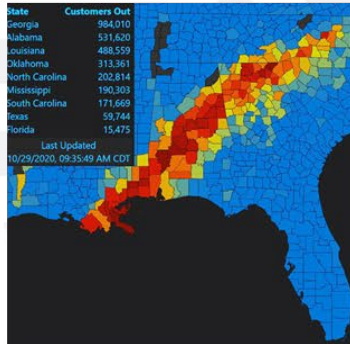 State Customers Out
Georgia 984,010
Alabama 531,620
Louisiana 488,559
Oklahoma 313,361
North Carolina 202,814
Mississippi 190,303
South Carolina 171,669
Texas 59,744
Florida 15,475
Last Updated
10/29/2020, 09:35:49 AM CDT